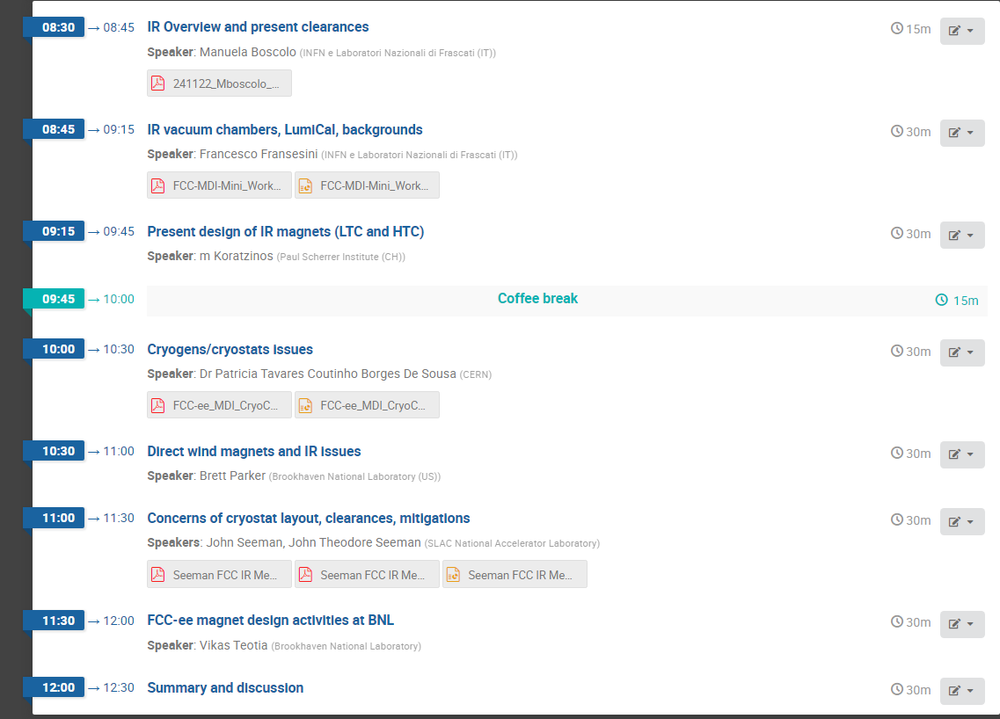 08:30 → 08:45 IR Overview and present clearances 15m
Speaker: Manuela Boscolo (INFN e Laboratori Nazionali di Frascati (IT))
241122_Mboscolo_...
08:45 → 09:15 IR vacuum chambers, LumiCal, backgrounds 30m
Speaker: Francesco Fransesini (INFN e Laboratori Nazionali di Frascati (IT))
FCC-MDI-Mini_Work... FCC-MDI-Mini_Work...
09:15 → 09:45 Present design of IR magnets (LTC and HTC) 30m
Speaker: m Koratzinos (Paul Scherrer Institute (CH))
09:45 → 10:00 Coffee break 15m
10:00 → 10:30 Cryogens/cryostats issues 30m
Speaker: Dr Patricia Tavares Coutinho Borges De Sousa (CERN)
FCC-ee_MDI_CryoC... FCC-ee_MDI_CryoC...
10:30 → 11:00 Direct wind magnets and IR issues 30m
Speaker: Brett Parker (Brookhaven National Laboratory (US))
11:00 → 11:30 Concerns of cryostat layout, clearances, mitigations 30m
Speakers: John Seeman, John Theodore Seeman (SLAC National Accelerator Laboratory)
Seeman FCC IR Me... Seeman FCC IR Me... Seeman FCC IR Me...
11:30 → 12:00 FCC-ee magnet design activities at BNL 30m
Speaker: Vikas Teotia (Brookhaven National Laboratory)
12:00 → 12:30 Summary and discussion 30m